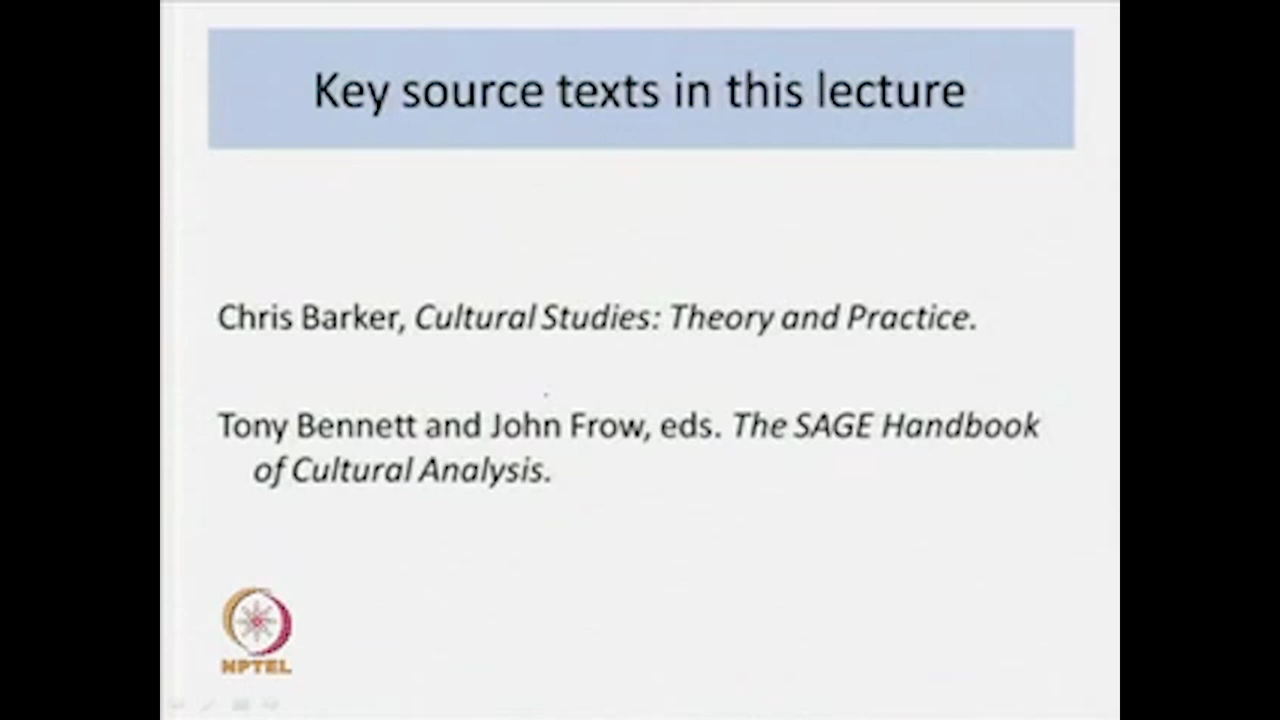 Key source texts in this lecture
Chris Barker, Cultural Studies: Theory and Practice.
Tony Bennett and John Frow, eds. The SAGE Handbook
of Cultural Analysis.
NPTEL